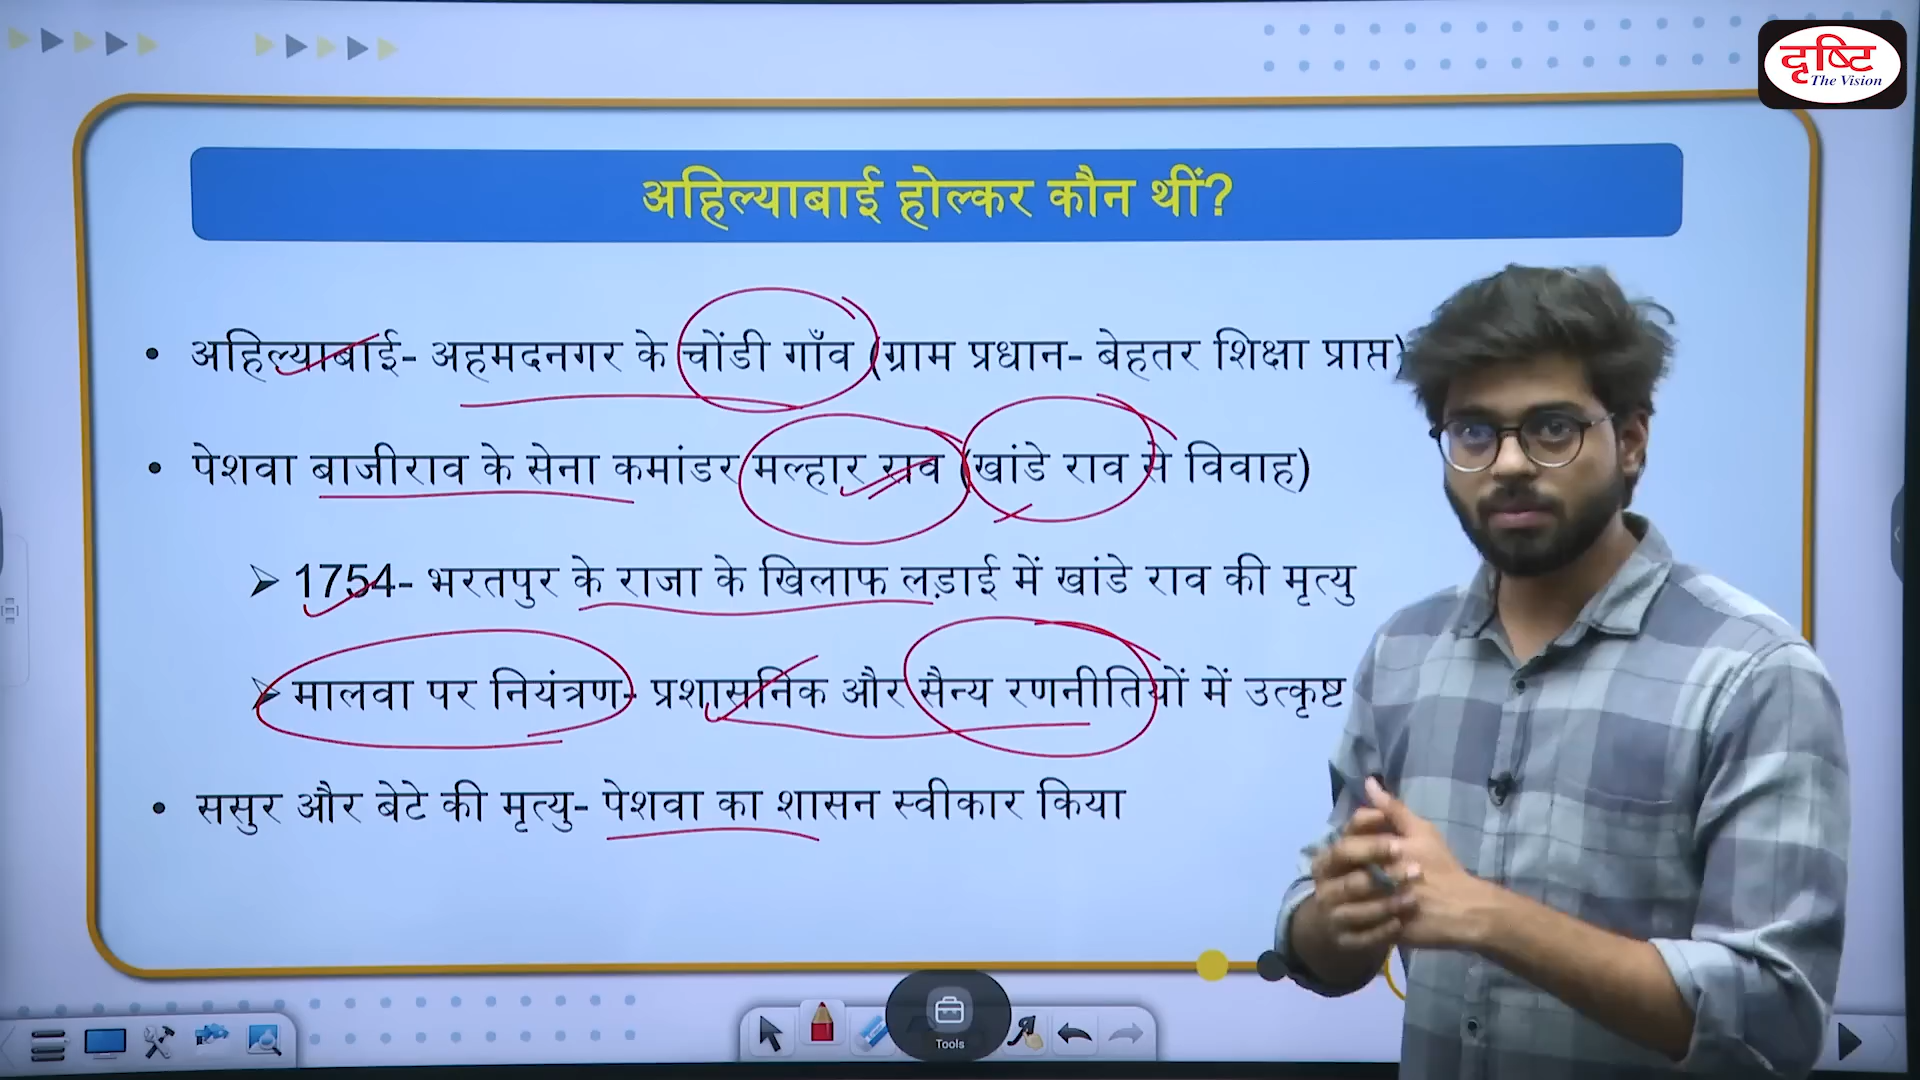 दृष्टि
The Vision
अहिल्याबाई होल्कर कौन थीं?
• अहिल्याबाई- अहमदनगर के चोंडी गाँव (ग्राम प्रधान- बेहतर शिक्षा प्राप्त)
• पेशवा बाजीराव के सेना कमांडर मल्हार राव (खांडे राव से विवाह)
➢ 1754- भरतपुर के राजा के खिलाफ लड़ाई में खांडे राव की मृत्यु
➢ मालवा पर नियंत्रण- प्रशासनिक और सैन्य रणनीतियों में उत्कृष्ट
• ससुर और बेटे की मृत्यु- पेशवा का शासन स्वीकार किया
Tools